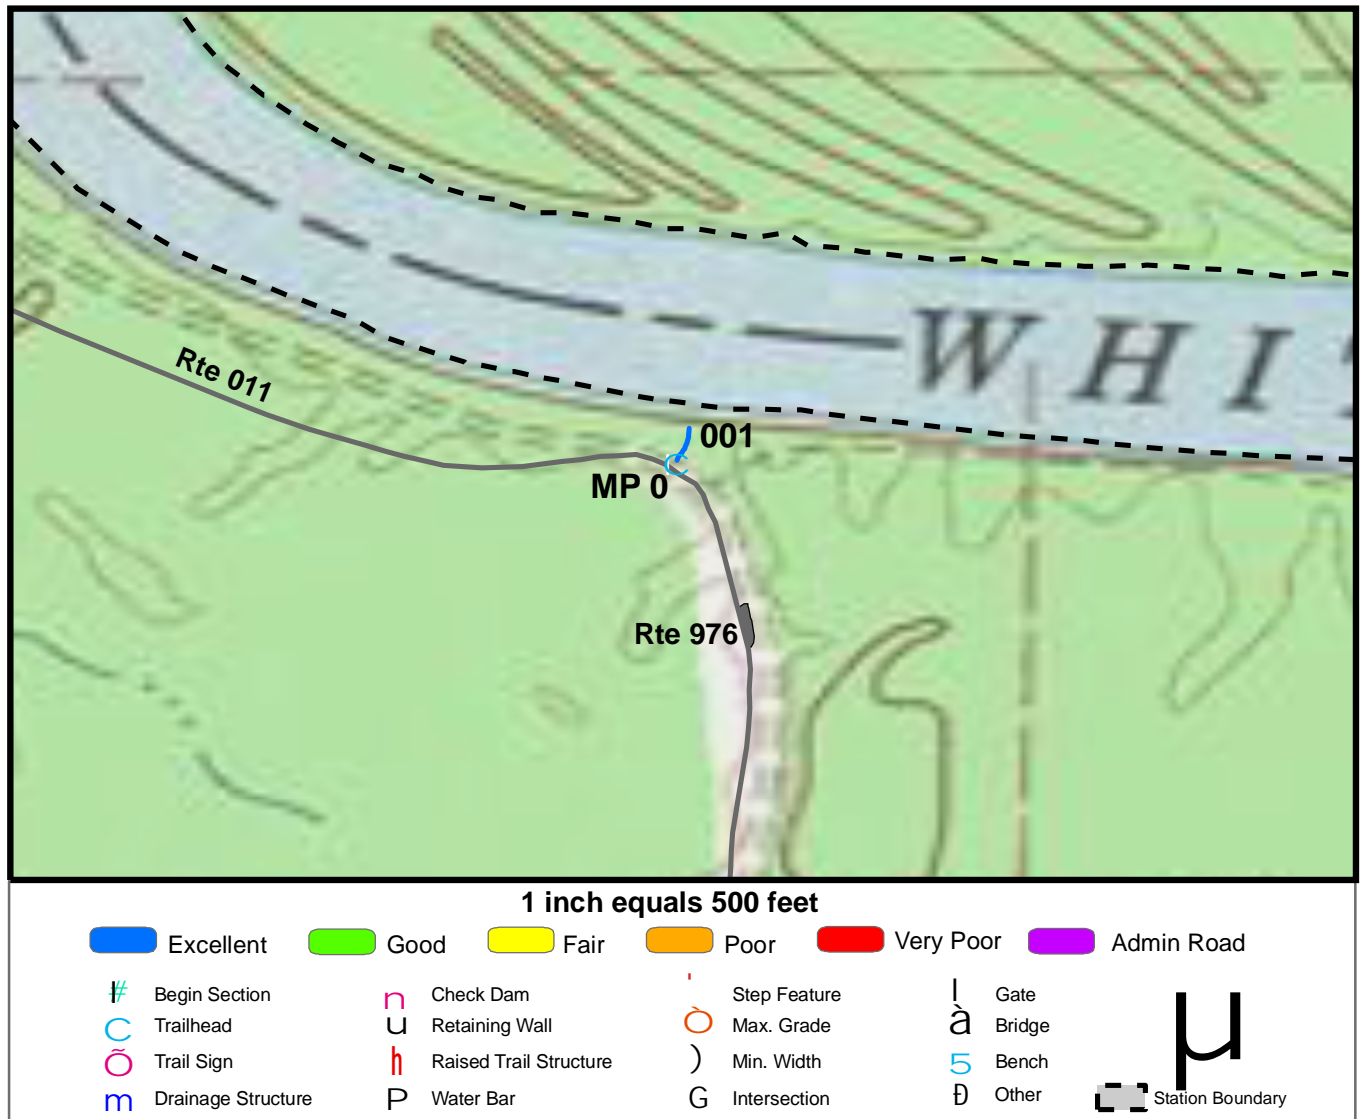 W H I
Rte 011
001
MP 0
Rte 976
1 inch equals 500 feet
Excellent Good Fair Poor Very Poor Admin Road
# Begin Section
C Trailhead
Õ Trail Sign
m Drainage Structure
n Check Dam
u Retaining Wall
h Raised Trail Structure
P Water Bar
' Step Feature
Ò Max. Grade
) Min. Width
G Intersection
l Gate
à Bridge
5 Bench
Ð Other
µ
Station Boundary